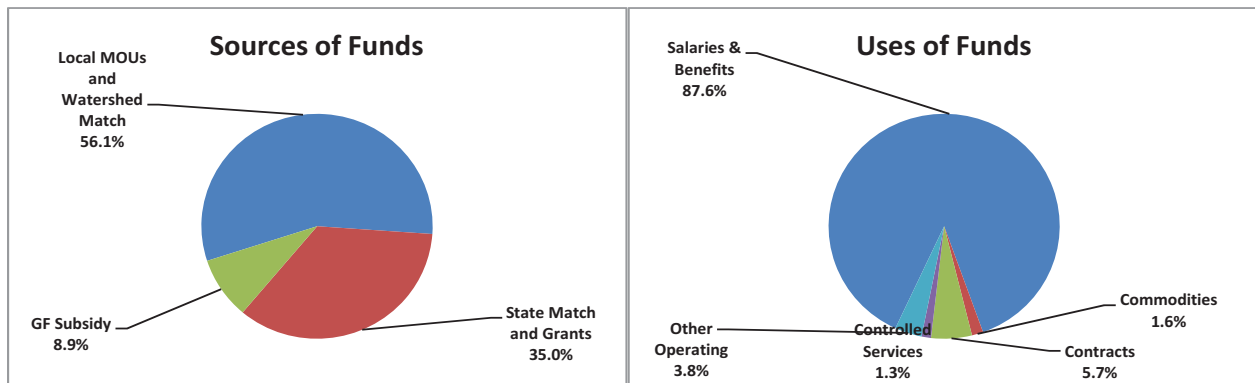 Sources of Funds
Local MOUs
and
Watershed
Match
56.1%
GF Subsidy
8.9%
State Match
and Grants
35.0%
Uses of Funds
Salaries &
Benefits
87.6%
Commodities
1.6%
Contracts
5.7%
Controlled
Services
1.3%
Other
Operating
3.8%